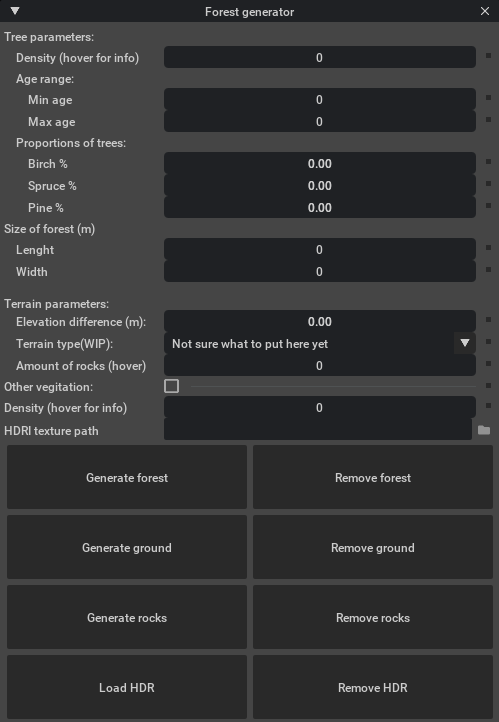 Forest generator
Tree parameters:
Density (hover for info) 0
Age range:
Min age 0
Max age 0
Proportions of trees:
Birch % 0.00
Spruce % 0.00
Pine % 0.00
Size of forest (m)
Lenght 0
Width 0
Terrain parameters:
Elevation difference (m): 0.00
Terrain type(WIP): Not sure what to put here yet
Amount of rocks (hover) 0
Other vegitation:
Density (hover for info) 0
HDRI texture path
Generate forest Remove forest
Generate ground Remove ground
Generate rocks Remove rocks
Load HDR Remove HDR